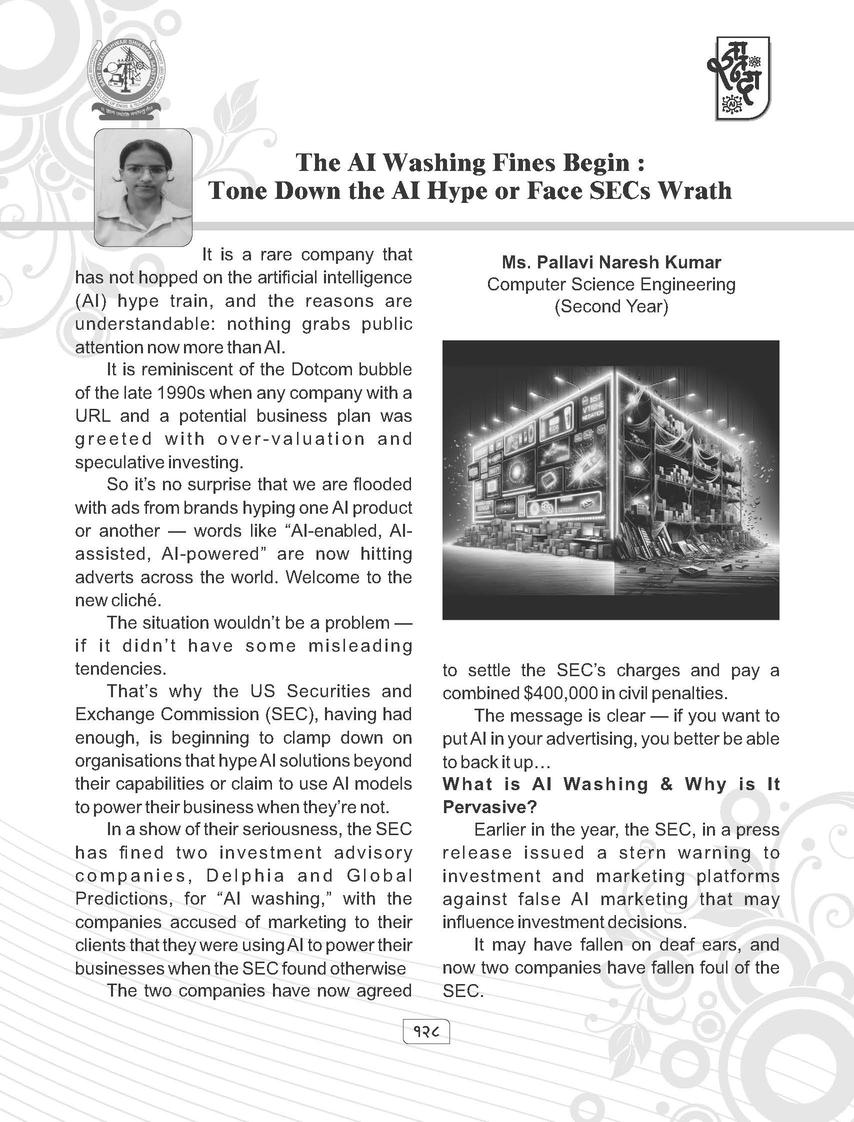 The AI Washing Fines Begin :
Tone Down the AI Hype or Face SECs Wrath
It is a rare company that
has not hopped on the artificial intelligence
(AI) hype train, and the reasons are
understandable: nothing grabs public
attention now more than AI.
It is reminiscent of the Dotcom bubble
of the late 1990s when any company with a
URL and a potential business plan was
greeted with over-valuation and
speculative investing.
So it’s no surprise that we are flooded
with ads from brands hyping one AI product
or another — words like “AI-enabled, AI-
assisted, AI-powered” are now hitting
adverts across the world. Welcome to the
new cliché.
The situation wouldn’t be a problem —
if it didn’t have some misleading
tendencies.
That’s why the US Securities and
Exchange Commission (SEC), having had
enough, is beginning to clamp down on
organisations that hype AI solutions beyond
their capabilities or claim to use AI models
to power their business when they’re not.
In a show of their seriousness, the SEC
has fined two investment advisory
companies, Delphia and Global
Predictions, for “AI washing,” with the
companies accused of marketing to their
clients that they were using AI to power their
businesses when the SEC found otherwise
The two companies have now agreed
Ms. Pallavi Naresh Kumar
Computer Science Engineering
(Second Year)
to settle the SEC’s charges and pay a
combined $400,000 in civil penalties.
The message is clear — if you want to
put AI in your advertising, you better be able
to back it up…
What is AI Washing & Why is It
Pervasive?
Earlier in the year, the SEC, in a press
release issued a stern warning to
investment and marketing platforms
against false AI marketing that may
influence investment decisions.
It may have fallen on deaf ears, and
now two companies have fallen foul of the
SEC.
१२८